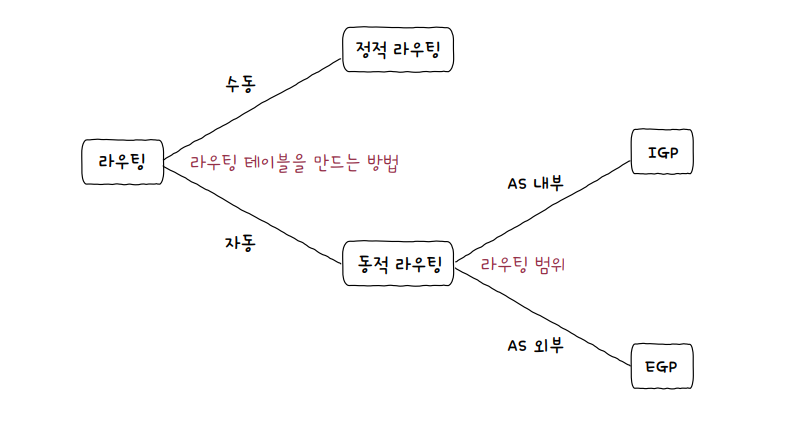 정적 라우팅
수동
라우팅
라우팅 테이블을 만드는 방법
IGP
AS 내부
자동
동적 라우팅
라우팅 범위
AS 외부
EGP